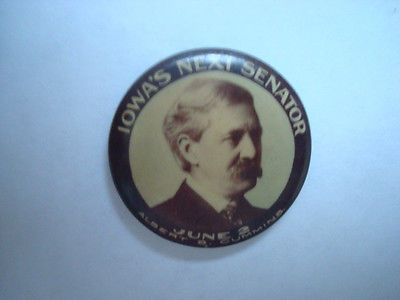 IOWA'S NEXT SENATOR
JUNE 2
ALBERT B. CUMMINS